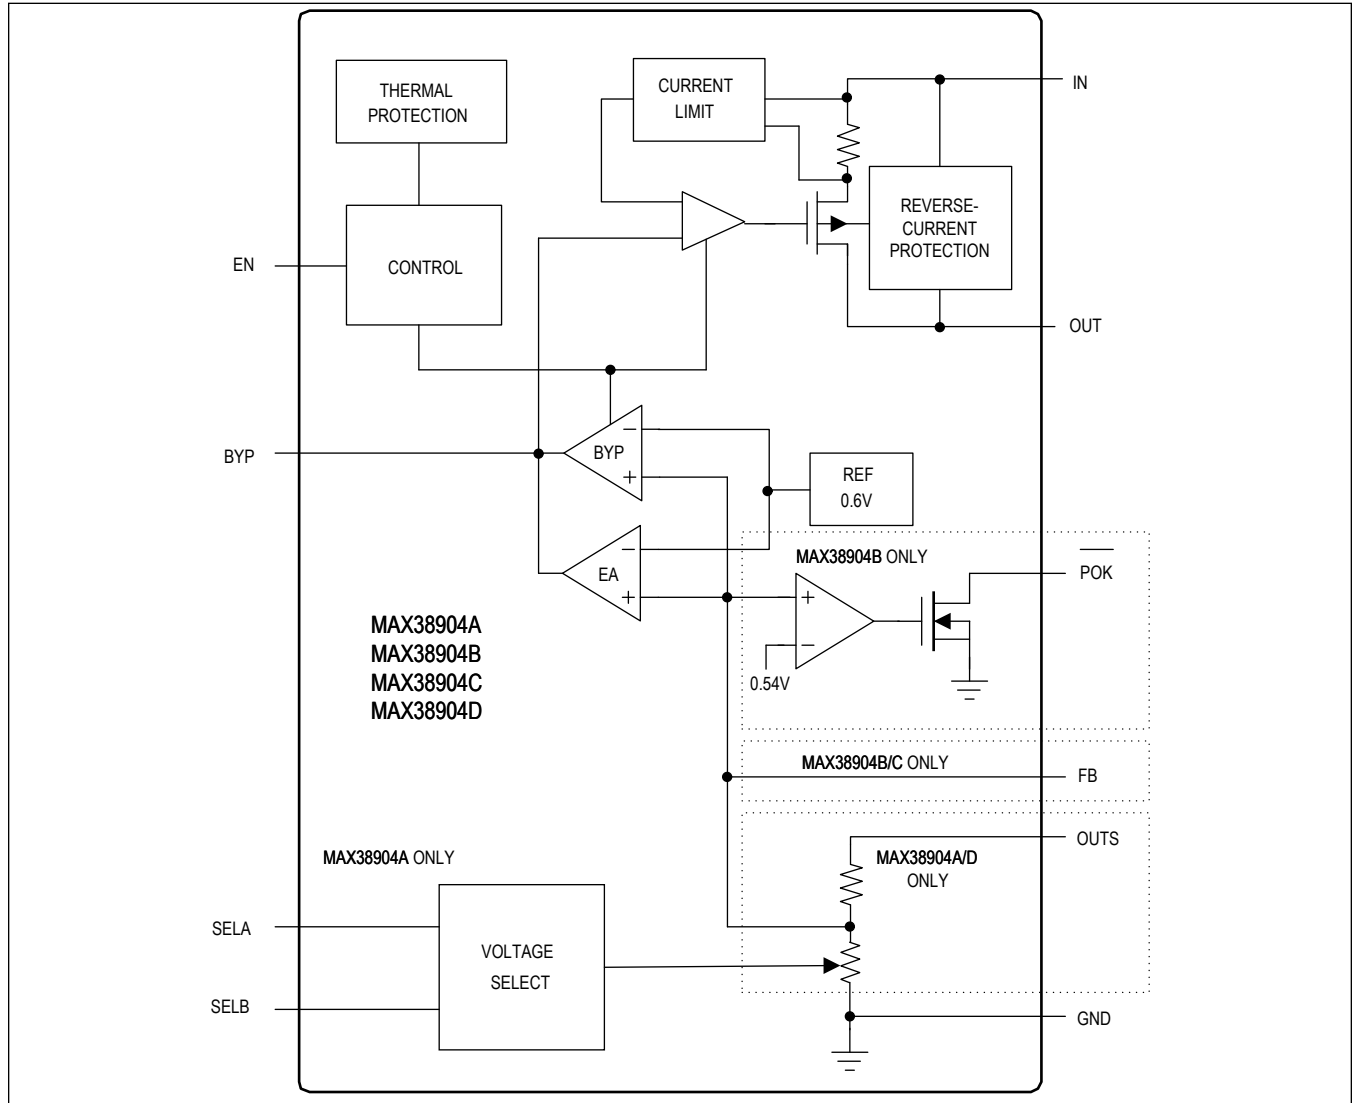 THERMAL
PROTECTION
CURRENT
LIMIT
IN
REVERSE-
CURRENT
PROTECTION
EN
CONTROL
OUT
BYP
BYP
−
+
REF
0.6V
EA
−
+
MAX38904B ONLY
POK
+
−
0.54V
MAX38904A
MAX38904B
MAX38904C
MAX38904D
MAX38904B/C ONLY
FB
OUTS
MAX38904A/D
ONLY
MAX38904A ONLY
SELA
VOLTAGE
SELECT
SELB
GND